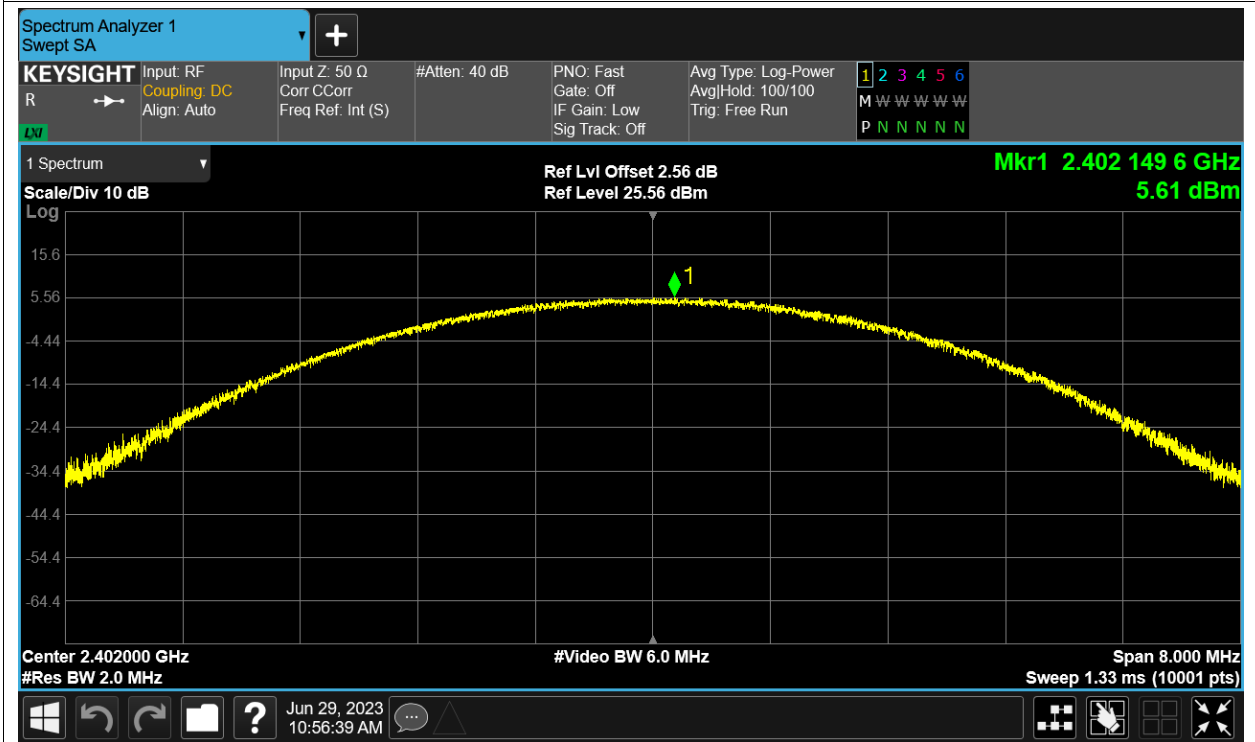 Spectrum Analyzer 1
Swept SA
KEYSIGHT
R
LXI
Input: RF
Coupling: DC
Align: Auto
Input Z: 50 Ω
Corr CCorr
Freq Ref: Int (S)
#Atten: 40 dB
PNO: Fast
Gate: Off
IF Gain: Low
Sig Track: Off
Avg Type: Log-Power
Avg|Hold: 100/100
Trig: Free Run
1 2 3 4 5 6
M W W W W W
P N N N N N
1 Spectrum
Scale/Div 10 dB
Log
Ref Lvl Offset 2.56 dB
Ref Level 25.56 dBm
Mkr1 2.402 149 6 GHz
5.61 dBm
15.6
5.56
-4.44
-14.4
-24.4
-34.4
-44.4
-54.4
-64.4
1
Center 2.402000 GHz
#Res BW 2.0 MHz
#Video BW 6.0 MHz
Span 8.000 MHz
Sweep 1.33 ms (10001 pts)
?
Jun 29, 2023
10:56:39 AM